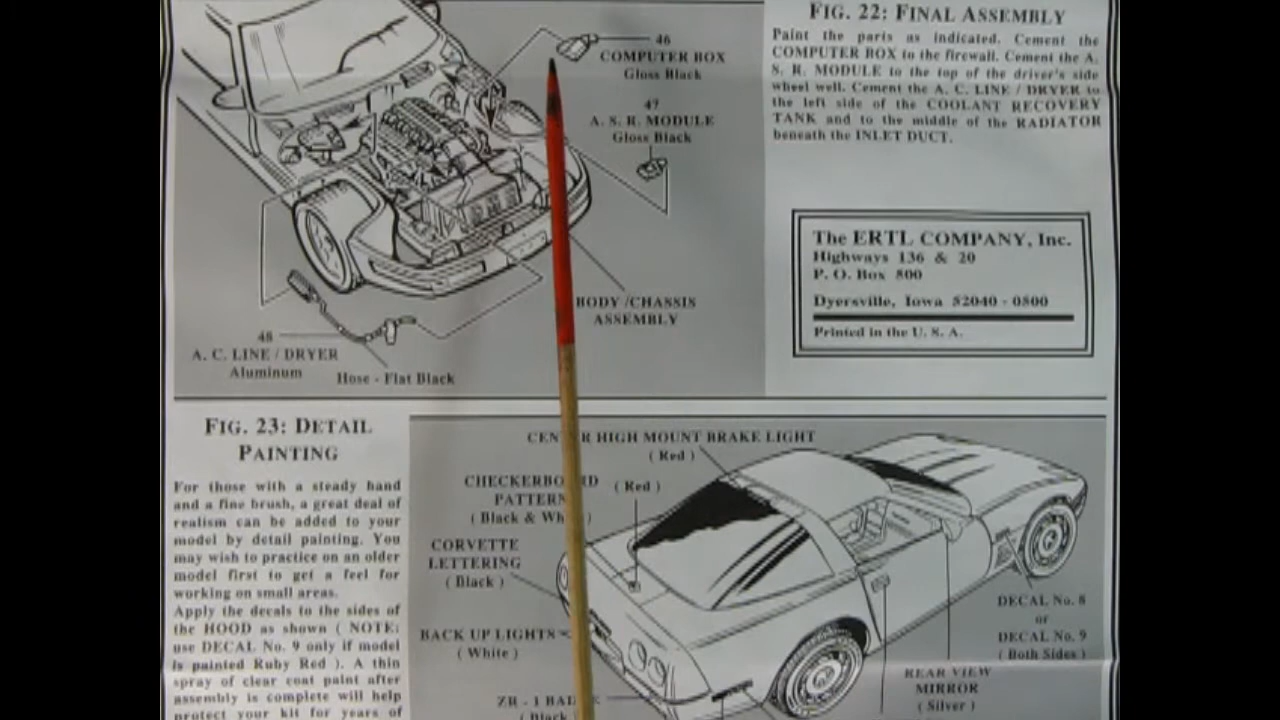 46
COMPUTER BOX
Gloss Black
47
A. S. R. MODULE
Gloss Black
BODY / CHASSIS
ASSEMBLY
48
A. C. LINE / DRYER
Aluminum
Hose - Flat Black
FIG. 22: FINAL ASSEMBLY
Paint the parts as indicated. Cement the
COMPUTER BOX to the firewall. Cement the A.
S. R. MODULE to the top of the driver's side
wheel well. Cement the A. C. LINE / DRYER to
the left side of the COOLANT RECOVERY
TANK and to the middle of the RADIATOR
beneath the INLET DUCT.
The ERTL COMPANY, Inc.
Highways 136 & 20
P. O. Box 500
Dyersville, Iowa 52040 - 0500
Printed in the U. S. A.
FIG. 23: DETAIL
PAINTING
For those with a steady hand
and a fine brush, a great deal of
realism can be added to your
model by detail painting. You
may wish to practice on an older
model first to get a feel for
working on small areas.
Apply the decals to the sides of
the HOOD as shown ( NOTE:
use DECAL No. 9 only if model
is painted Ruby Red ). A thin
spray of clear coat paint after
assembly is complete will help
protect your kit for years of
HIGH MOUNT BRAKE LIGHT
( Red )
( Red )
PATTERN
( Black &
CORVETTE
LETTERING
( Black )
BACK UP LIGHTS
( White )
ZR - 1
( Black
DECAL No. 8
or
DECAL No. 9
( Both Sides )
REAR VIEW
MIRROR
( Silver )